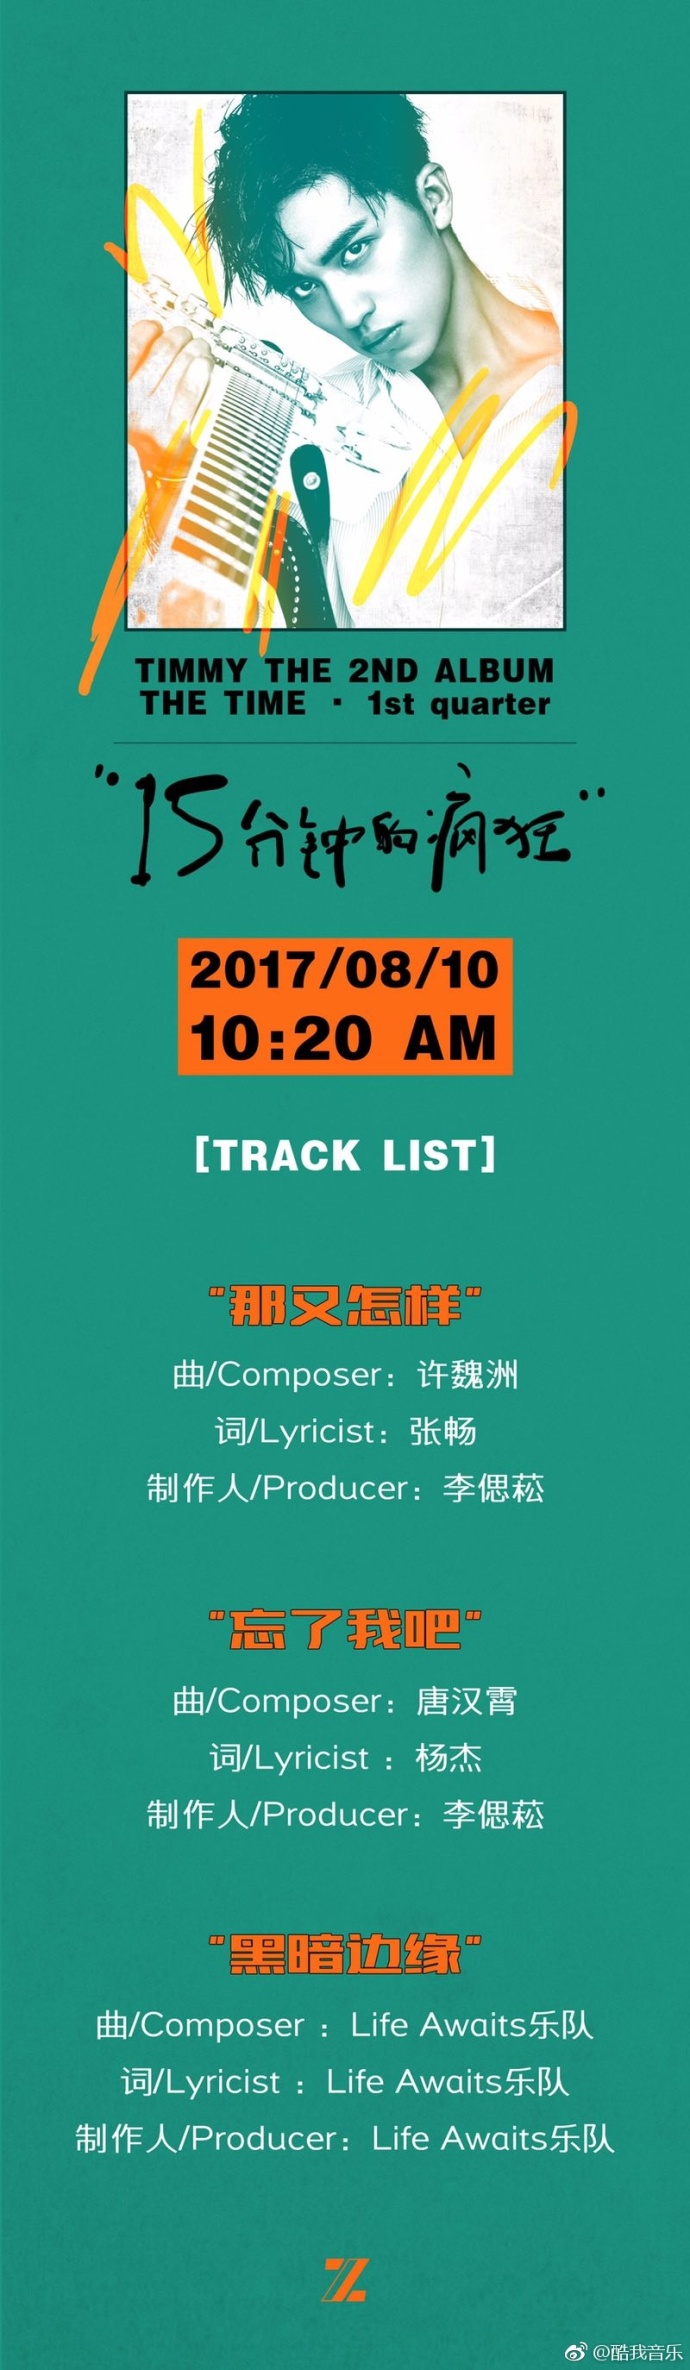 TIMMY THE 2ND ALBUM
THE TIME · 1st quarter
"15分钟的疯狂"
2017/08/10
10:20 AM
[TRACK LIST]
"那又怎样"
曲/Composer：许魏洲
词/Lyricist：张畅
制作人/Producer：李偲菘
"忘了我吧"
曲/Composer：唐汉霄
词/Lyricist ：杨杰
制作人/Producer：李偲菘
"黑暗边缘"
曲/Composer ：Life Awaits乐队
词/Lyricist ：Life Awaits乐队
制作人/Producer：Life Awaits乐队
Z
@酷我音乐